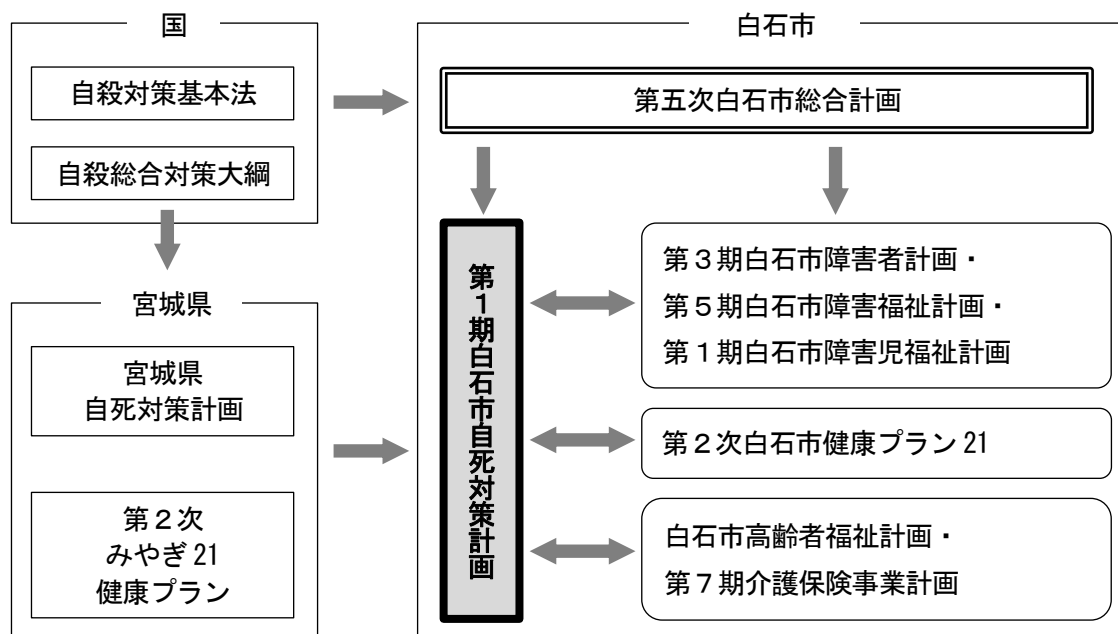 国
自殺対策基本法
自殺総合対策大綱
宮城県
宮城県
自死対策計画
第２次
みやぎ21
健康プラン
白石市
第五次白石市総合計画
第１期白石市自死対策計画
第３期白石市障害者計画・
第５期白石市障害福祉計画・
第１期白石市障害児福祉計画
第２次白石市健康プラン21
白石市高齢者福祉計画・
第７期介護保険事業計画